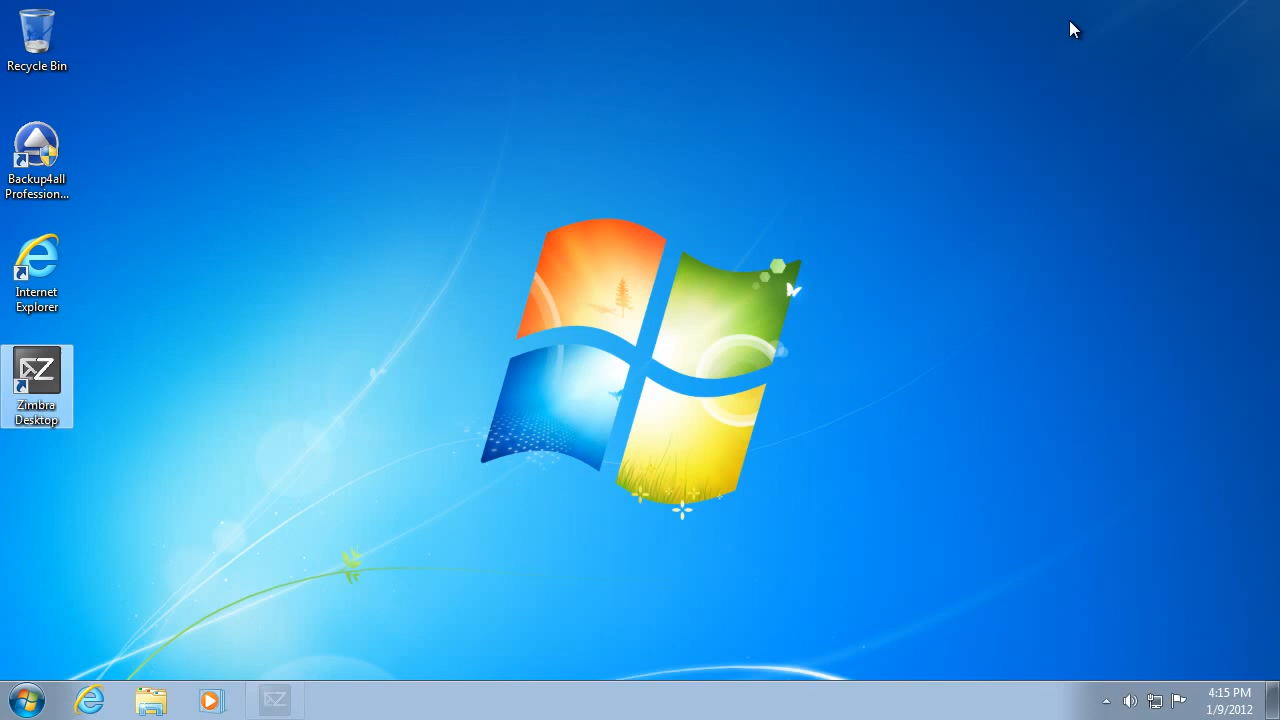 Recycle Bin
Backup4all
Profession...
Internet
Explorer
Zimbra
Desktop
4:15 PM
1/9/2012